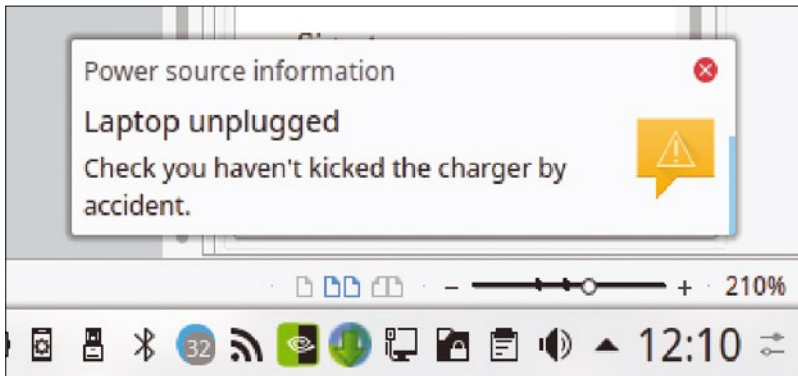 Power source information
Laptop unplugged
Check you haven't kicked the charger by
accident.
- + 210%
32 12:10